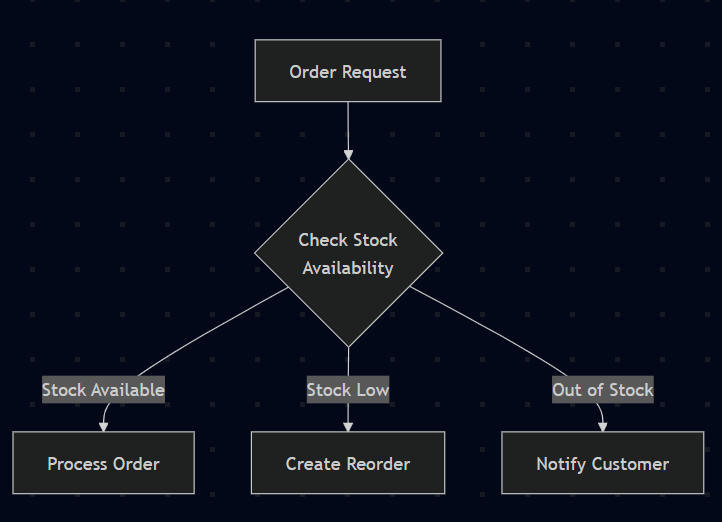 Order Request
Check Stock
Availability
Stock Available
Stock Low
Out of Stock
Process Order
Create Reorder
Notify Customer